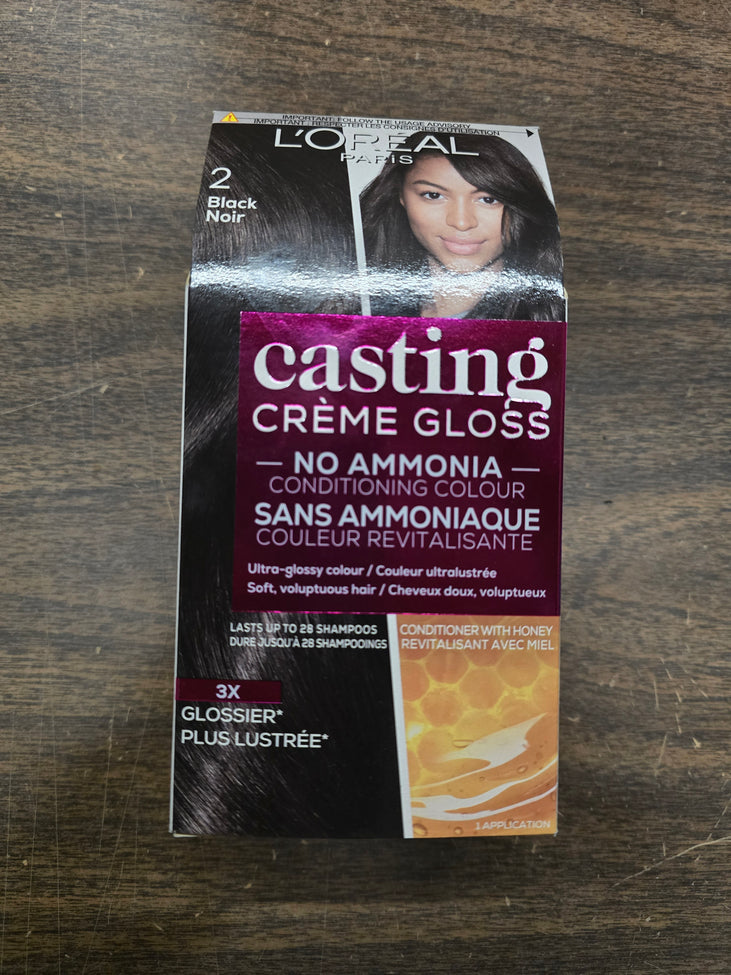 IMPORTANT: FOLLOW THE USAGE ADVISORY
IMPORTANT : RESPECTER LES CONSIGNES D'UTILISATION
L'ORÉAL
PARIS
2
Black
Noir
casting
CRÈME GLOSS
— NO AMMONIA —
CONDITIONING COLOUR
SANS AMMONIAQUE
COULEUR REVITALISANTE
Ultra-glossy colour / Couleur ultralustrée
Soft, voluptuous hair / Cheveux doux, voluptueux
LASTS UP TO 28 SHAMPOOS
DURE JUSQU'À 28 SHAMPOOINGS
CONDITIONER WITH HONEY
REVITALISANT AVEC MIEL
3X
GLOSSIER*
PLUS LUSTRÉE*
1 APPLICATION